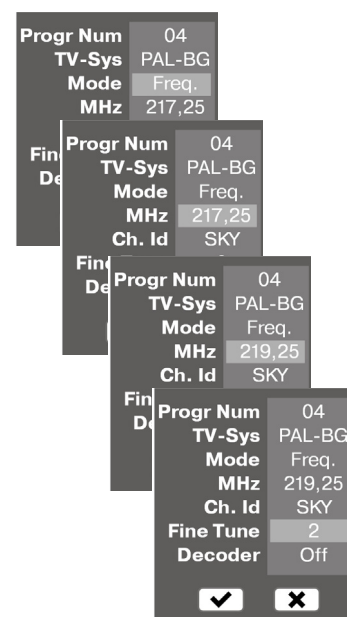 Progr Num 04
TV-Sys PAL-BG
Mode Freq.
MHz 217,25
Progr Num 04
TV-Sys PAL-BG
Mode Freq.
MHz 217,25
Ch. Id SKY
Progr Num 04
TV-Sys PAL-BG
Mode Freq.
MHz 219,25
Ch. Id SKY
Progr Num 04
TV-Sys PAL-BG
Mode Freq.
MHz 219,25
Ch. Id SKY
Fine Tune 2
Decoder Off